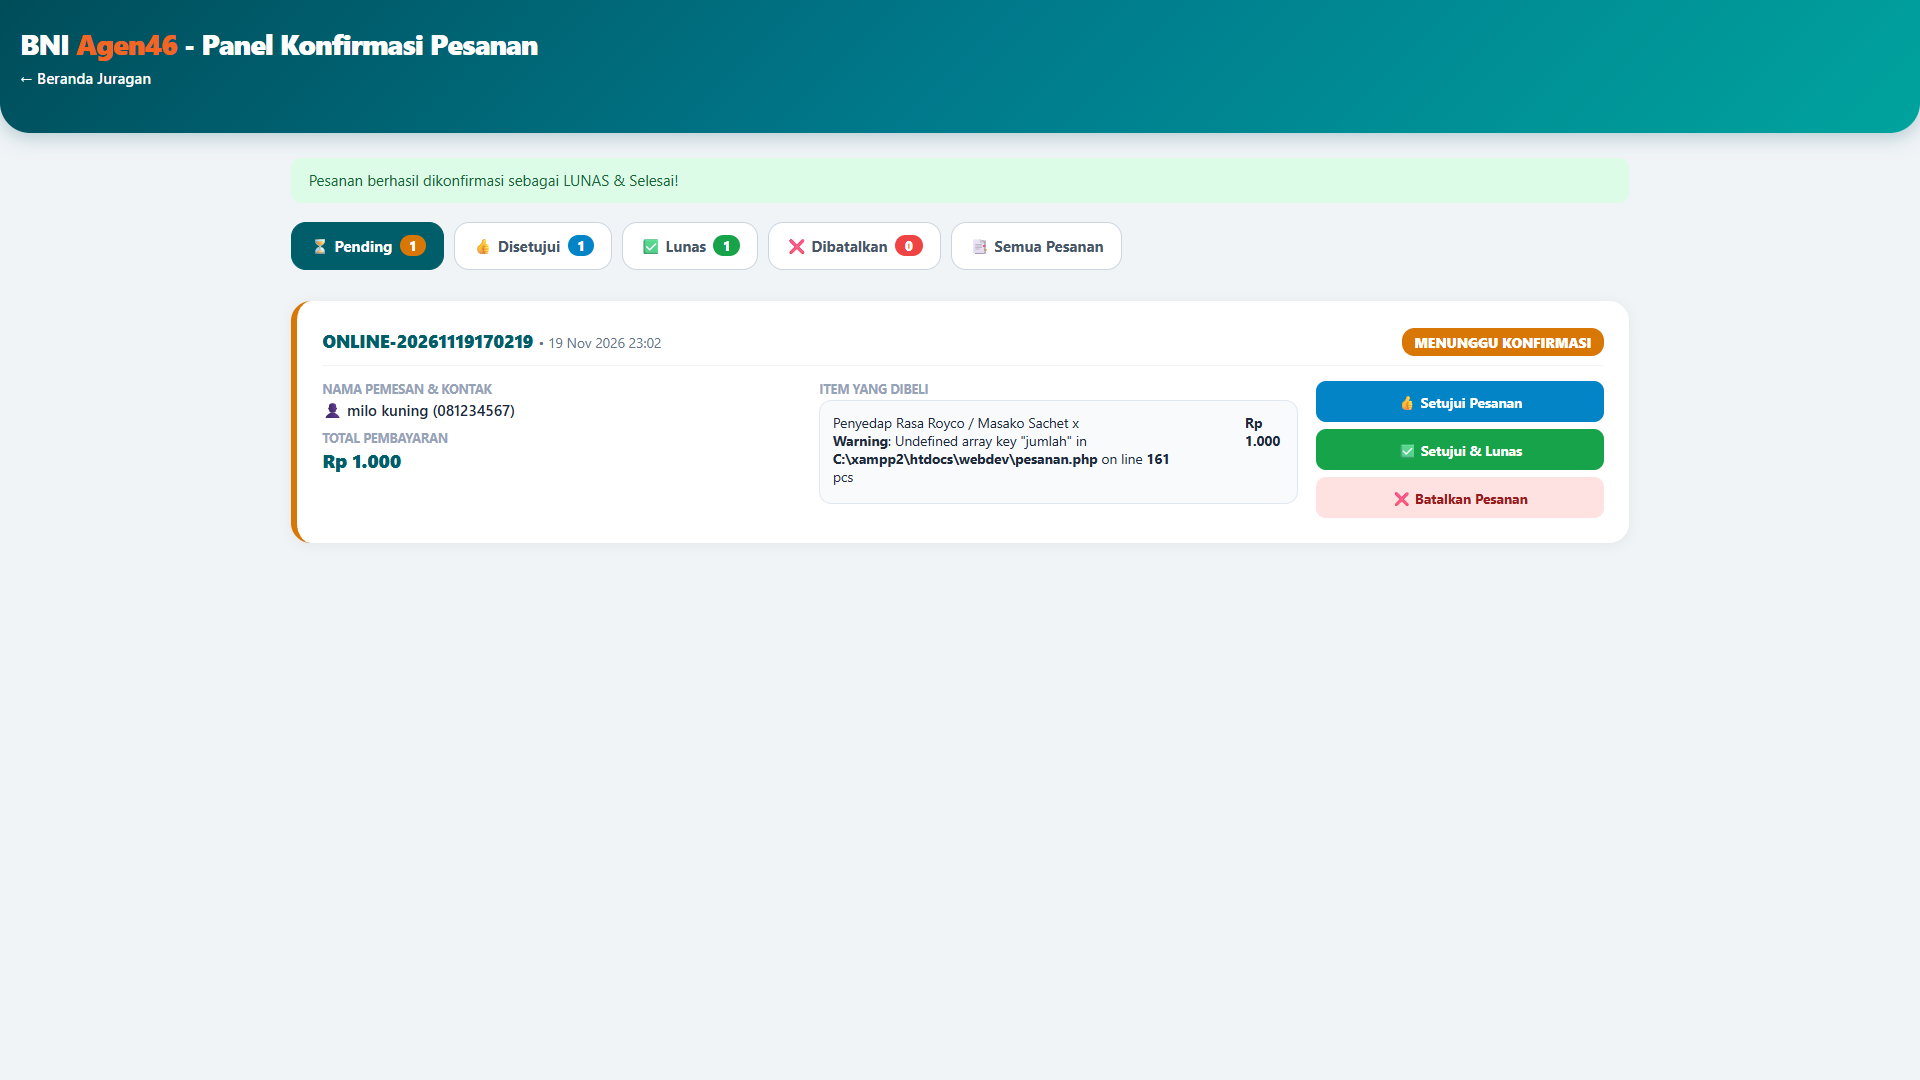 BNI Agen46 - Panel Konfirmasi Pesanan
← Beranda Juragan
Pesanan berhasil dikonfirmasi sebagai LUNAS & Selesai!
⏳ Pending 1
👍 Disetujui 1
✅ Lunas 1
❌ Dibatalkan 0
📑 Semua Pesanan
ONLINE-20261119170219 • 19 Nov 2026 23:02
MENUNGGU KONFIRMASI
NAMA PEMESAN & KONTAK
👤 milo kuning (081234567)
TOTAL PEMBAYARAN
Rp 1.000
ITEM YANG DIBELI
Penyedap Rasa Royco / Masako Sachet x
Warning: Undefined array key "jumlah" in
C:\xampp2\htdocs\webdev\pesanan.php on line 161
pcs
Rp
1.000
👍 Setujui Pesanan
✅ Setujui & Lunas
❌ Batalkan Pesanan